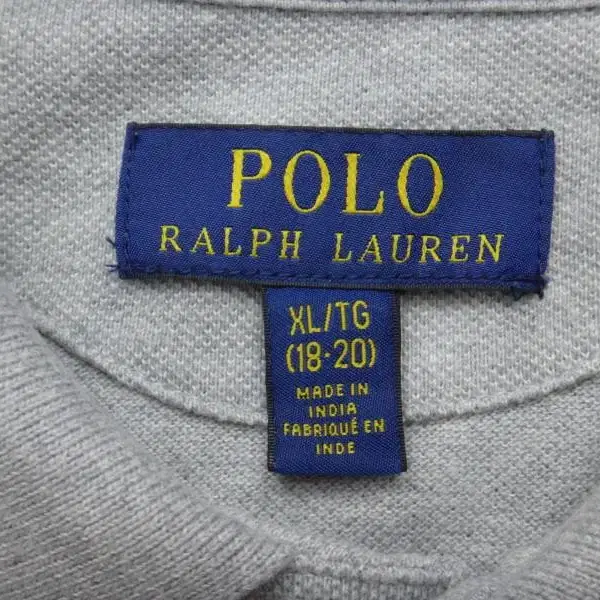 POLO
RALPH LAUREN
XL/TG
(18-20)
MADE IN
INDIA
FABRIQUÉ EN
INDE